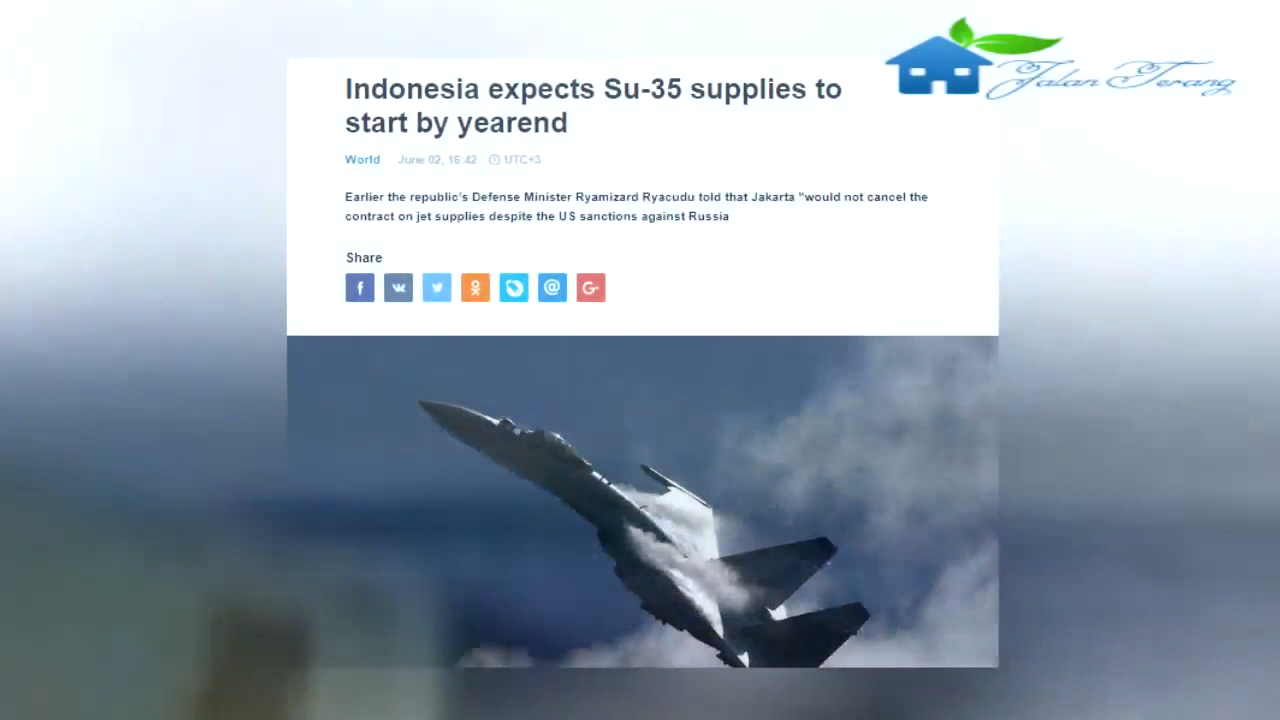 Indonesia expects Su-35 supplies to
start by yearend
Jalan Terang
World June 02, 16:42 UTC+3
Earlier the republic's Defense Minister Ryamizard Ryacudu told that Jakarta "would not cancel the
contract on jet supplies despite the US sanctions against Russia
Share